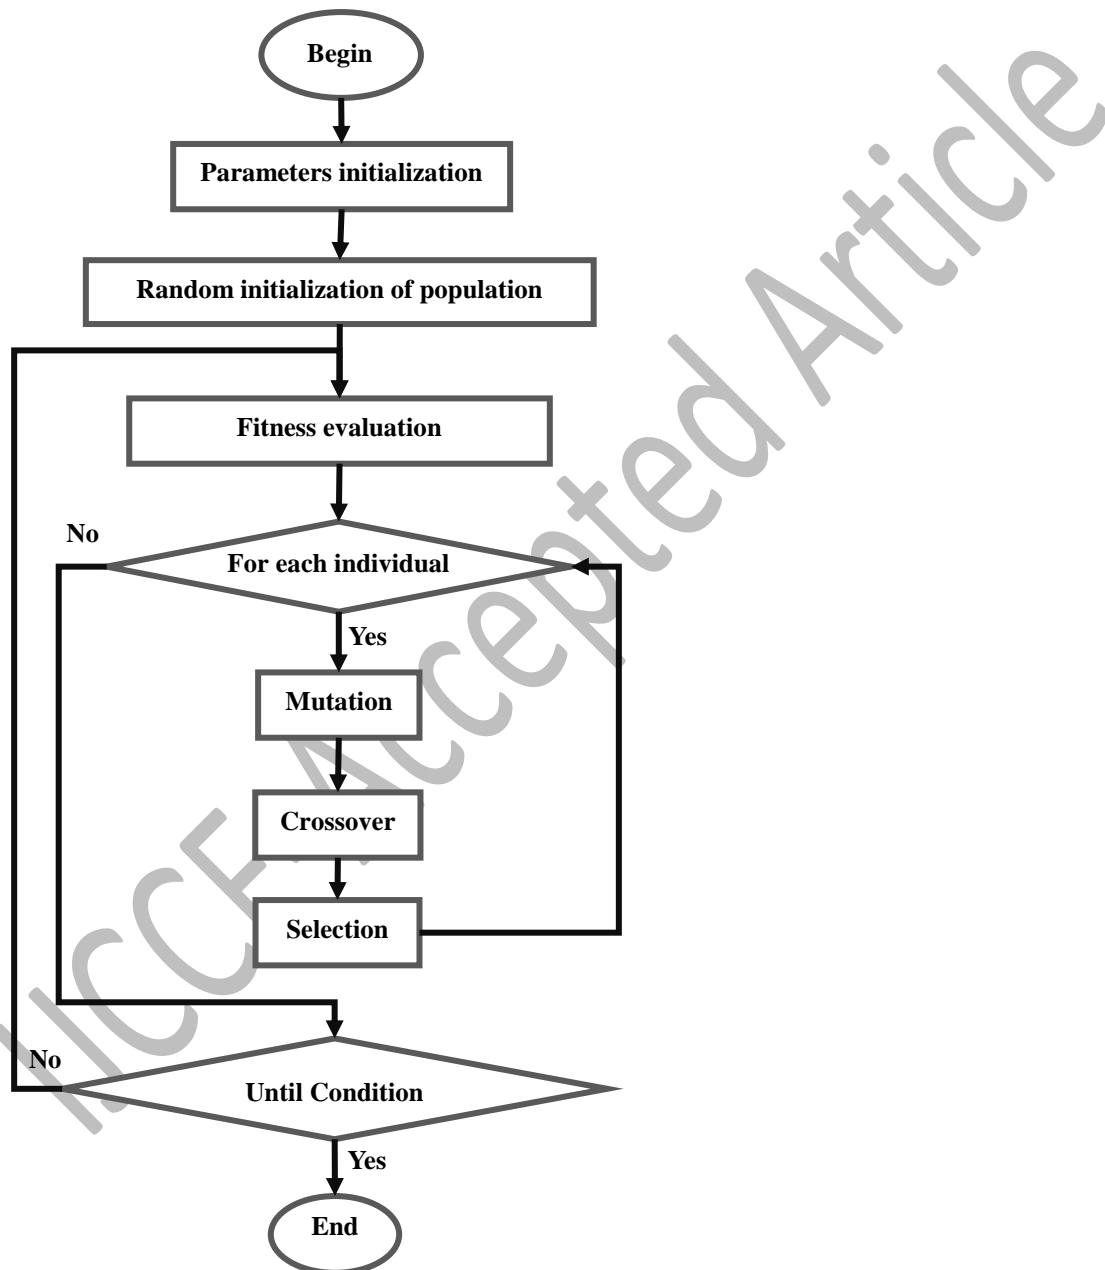 Begin
Parameters initialization
Random initialization of population
Fitness evaluation
No
For each individual
Yes
Mutation
Crossover
Selection
No
Until Condition
Yes
End
IJCCE Accepted Article